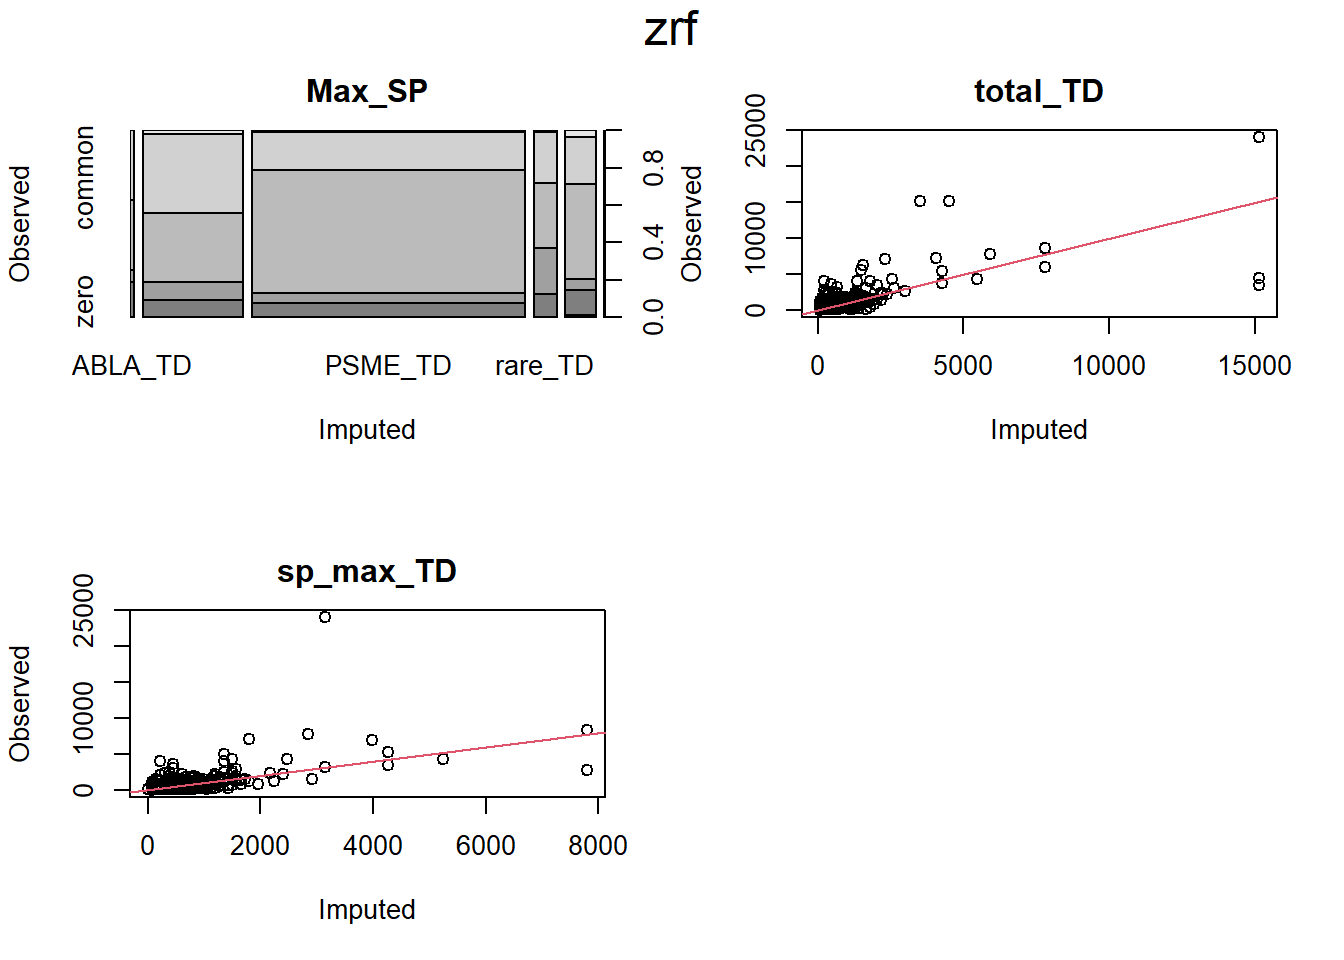 zrf
Max_SP
Observed
zero common
0.0 0.4 0.8
ABLA_TD PSME_TD rare_TD
Imputed
total_TD
Observed
0 10000 25000
0 5000 10000 15000
Imputed
sp_max_TD
Observed
0 10000 25000
0 2000 4000 6000 8000
Imputed